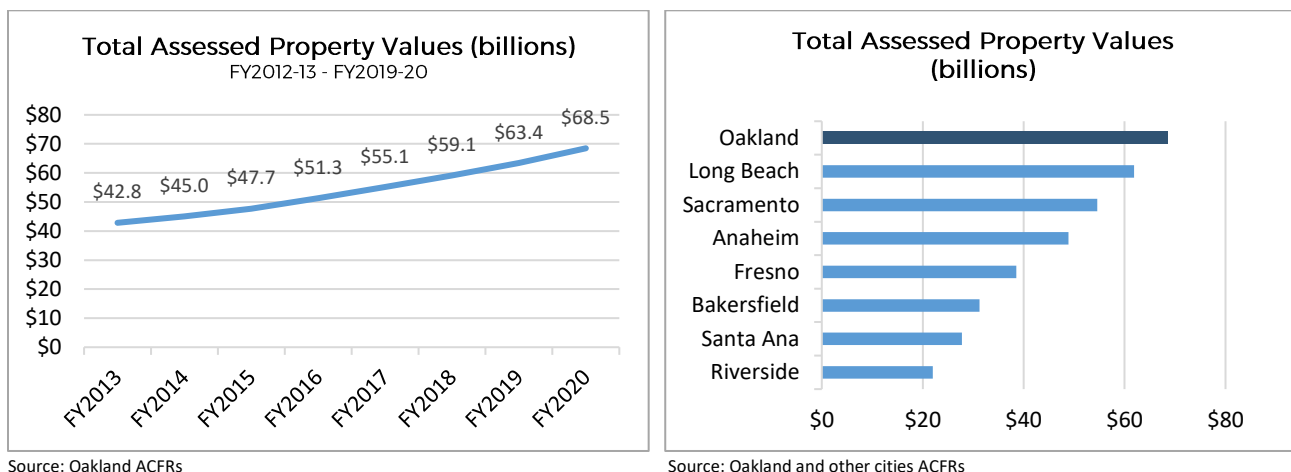 Total Assessed Property Values (billions)
FY2012-13 - FY2019-20
$80
$70
$60
$50
$40
$30
$20
$10
$0
$42.8
$45.0
$47.7
$51.3
$55.1
$59.1
$63.4
$68.5
FY2013
FY2014
FY2015
FY2016
FY2017
FY2018
FY2019
FY2020
Source: Oakland ACFRs
Total Assessed Property Values
(billions)
Oakland
Long Beach
Sacramento
Anaheim
Fresno
Bakersfield
Santa Ana
Riverside
$0 $20 $40 $60 $80
Source: Oakland and other cities ACFRs